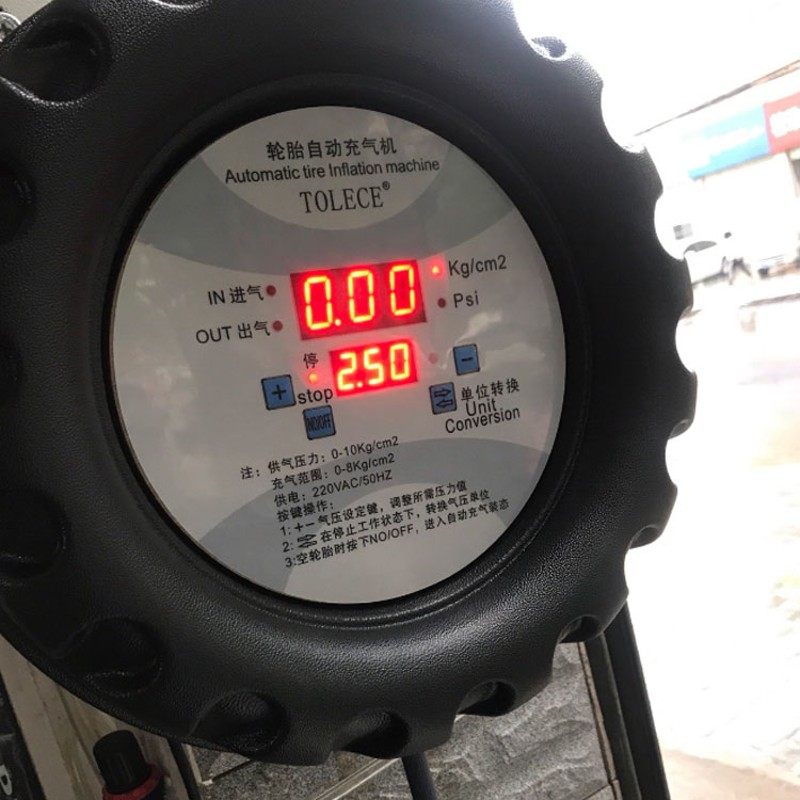 轮胎自动充气机
Automatic tire Inflation machine
TOLECE®
IN 进气
0.00
Kg/cm2
Psi
OUT 出气
停
stop
2.50
+
-
NO/OFF
单位转换
Unit
Conversion
注：供气压力：0-10Kg/cm2
充气范围：0-8Kg/cm2
供电：220VAC/50HZ
按键操作：
1: +－气压设定键，调整所需压力值
2: ⇄ 在停止工作状态下，转换气压单位
3:空轮胎时按下NO/OFF，进入自动充气装态